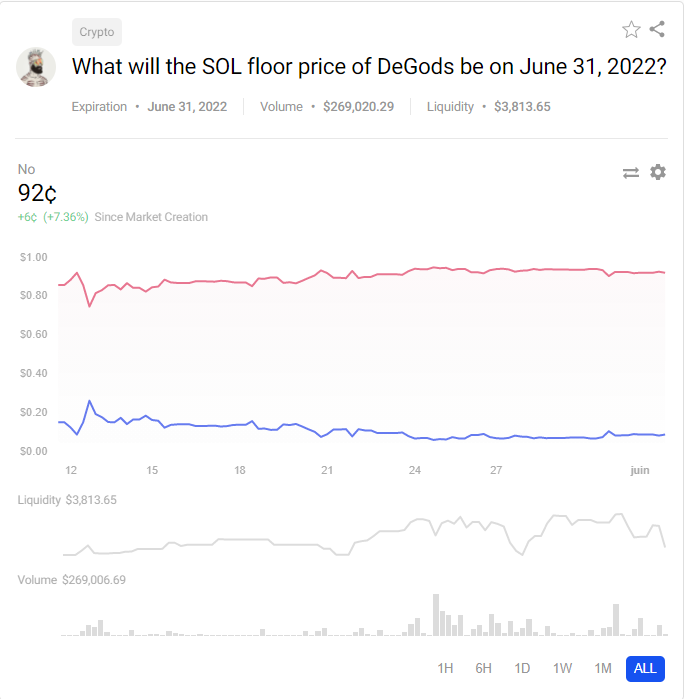 Crypto
What will the SOL floor price of DeGods be on June 31, 2022?
Expiration • June 31, 2022 Volume • $269,020.29 Liquidity • $3,813.65
No
92¢
+6¢ (+7.36%) Since Market Creation
$1.00
$0.80
$0.60
$0.40
$0.20
$0.00
12 15 18 21 24 27 juin
Liquidity $3,813.65
Volume $269,006.69
1H 6H 1D 1W 1M ALL